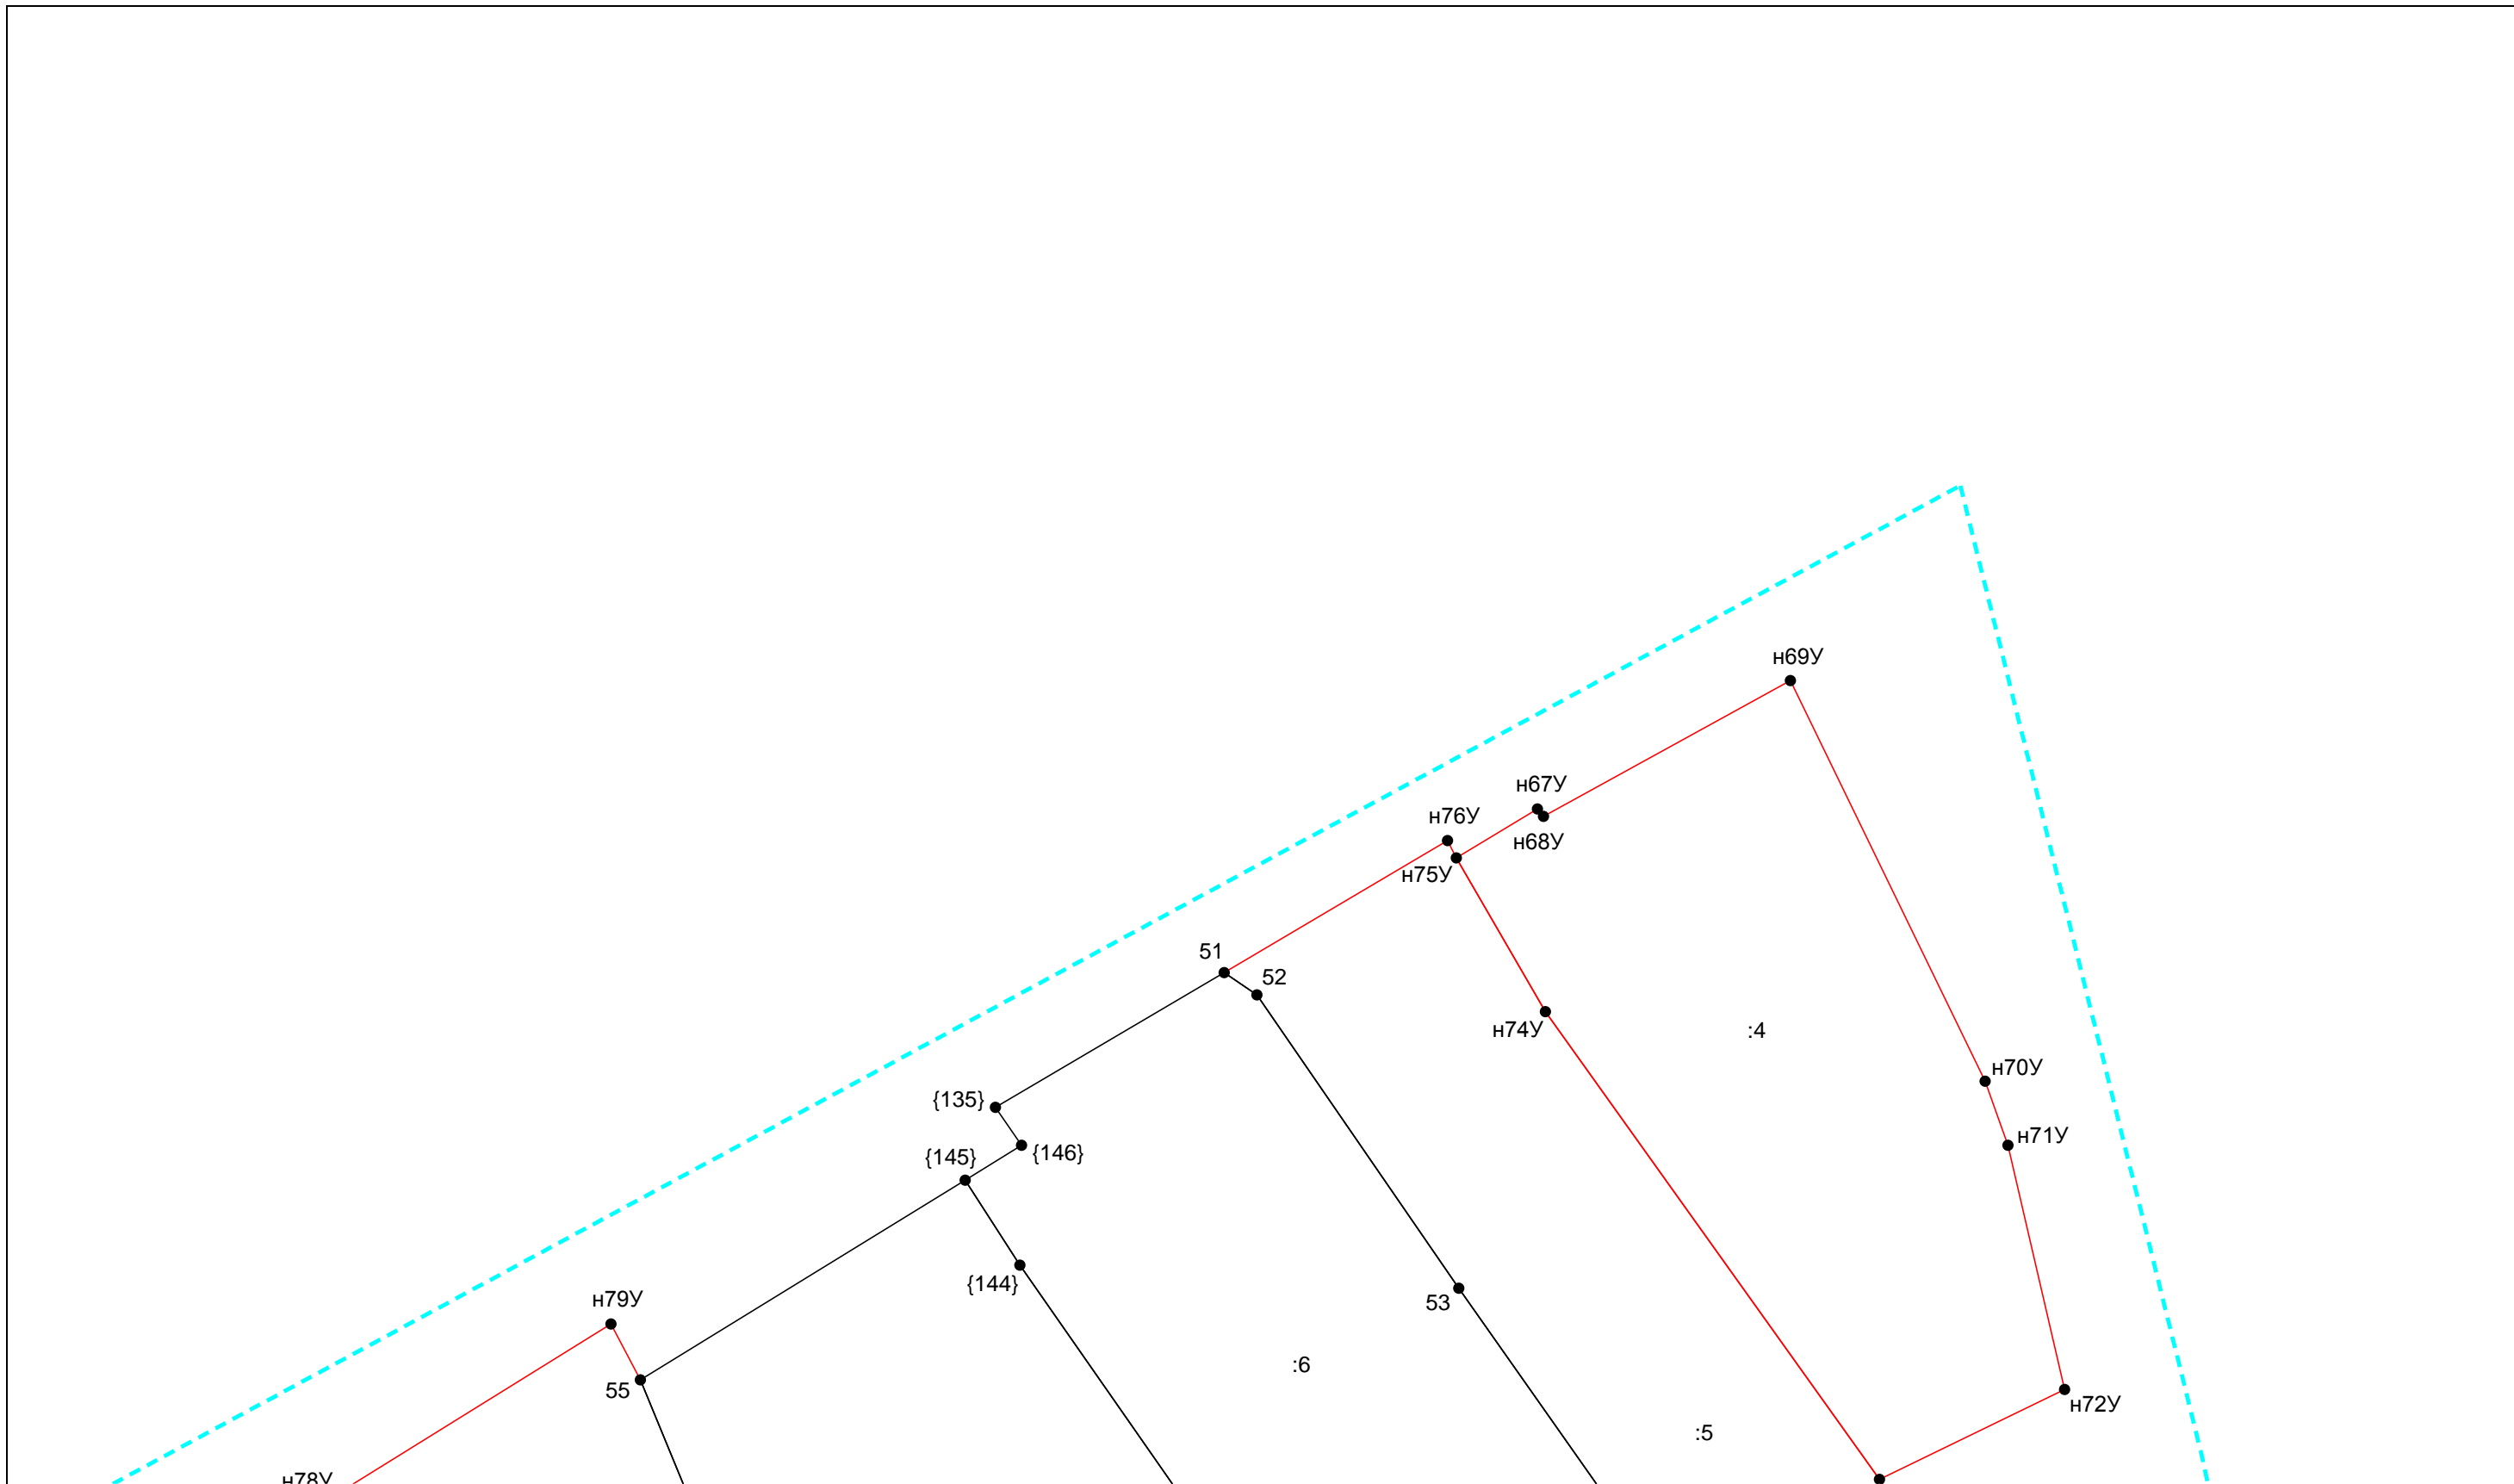 н69У
н67У
н76У
н68У
н75У
51
52
н74У
:4
н70У
{135}
н71У
{146}
{145}
{144}
53
н79У
:6
55
н72У
:5
н78У